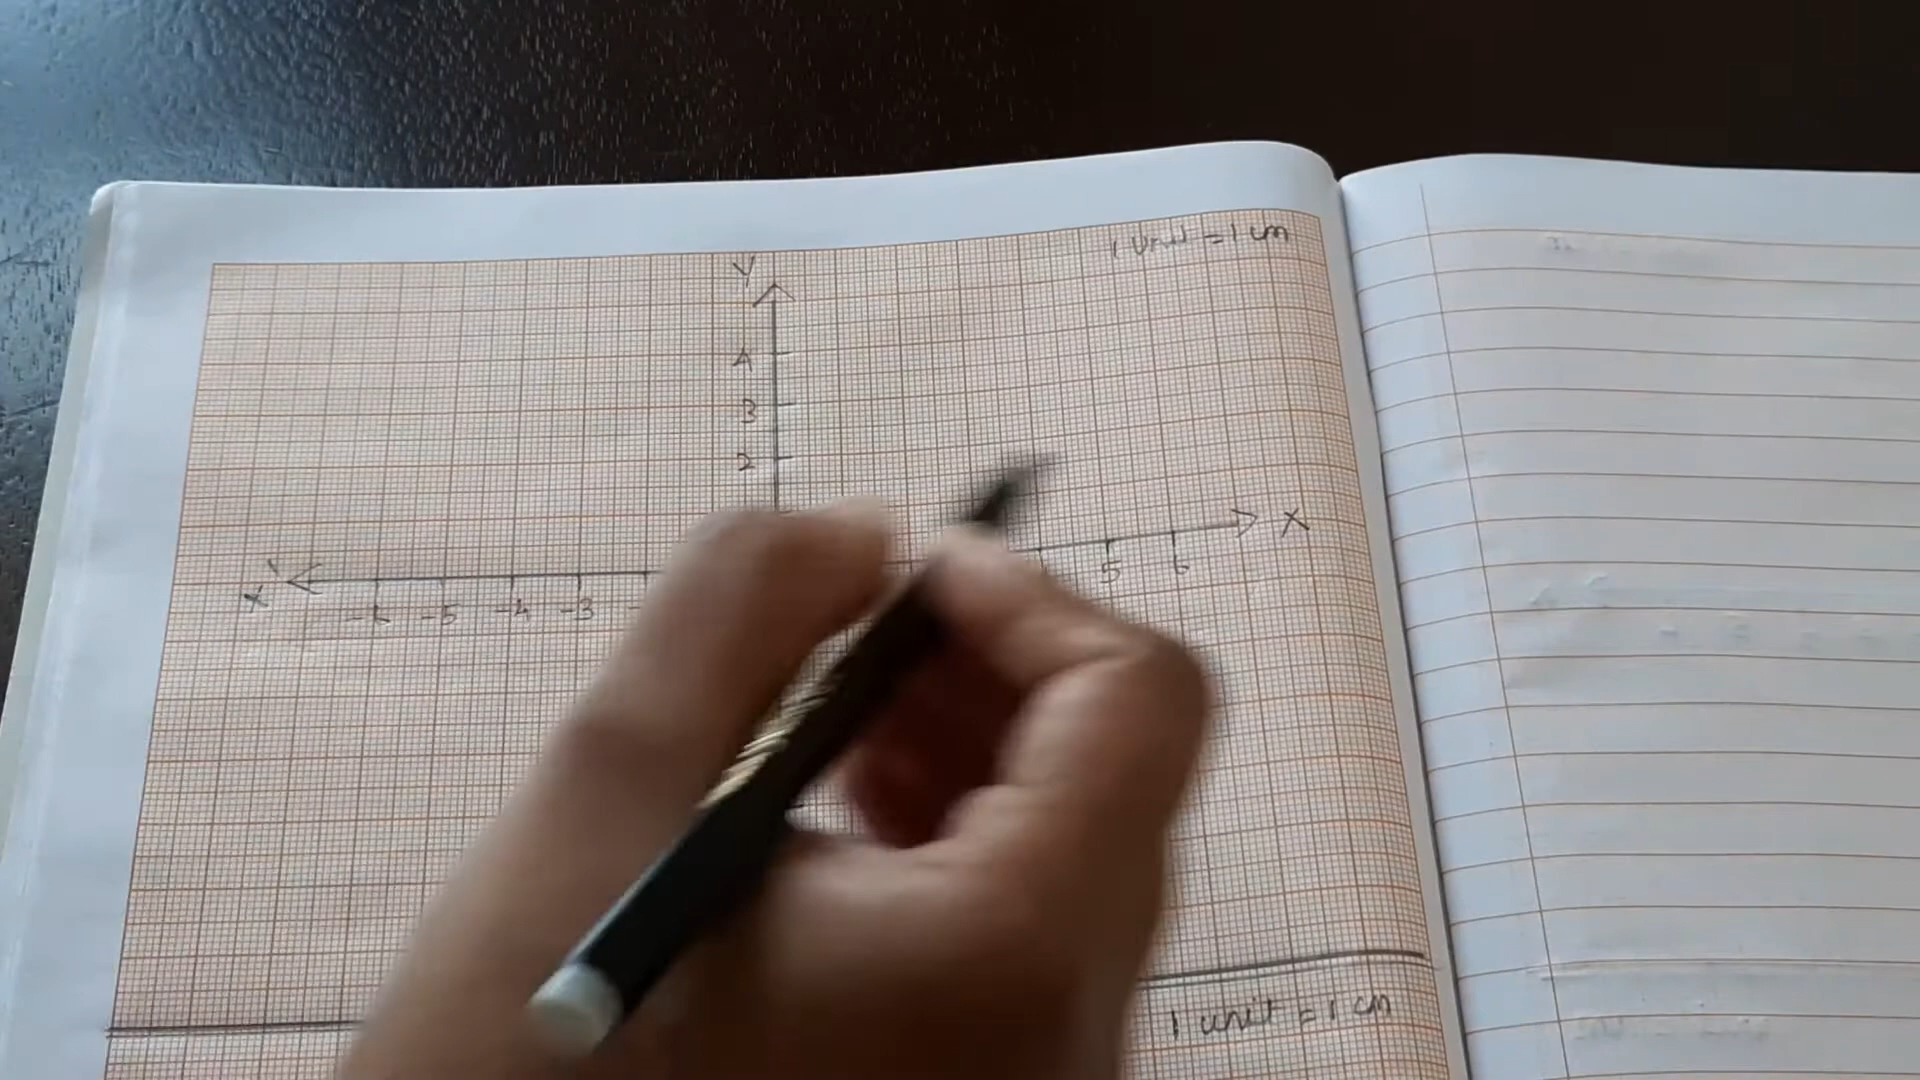 1 Unit = 1 cm
Y
4
3
2
X
5 6
X'
-6 -5 -4 -3
1 unit = 1 cm